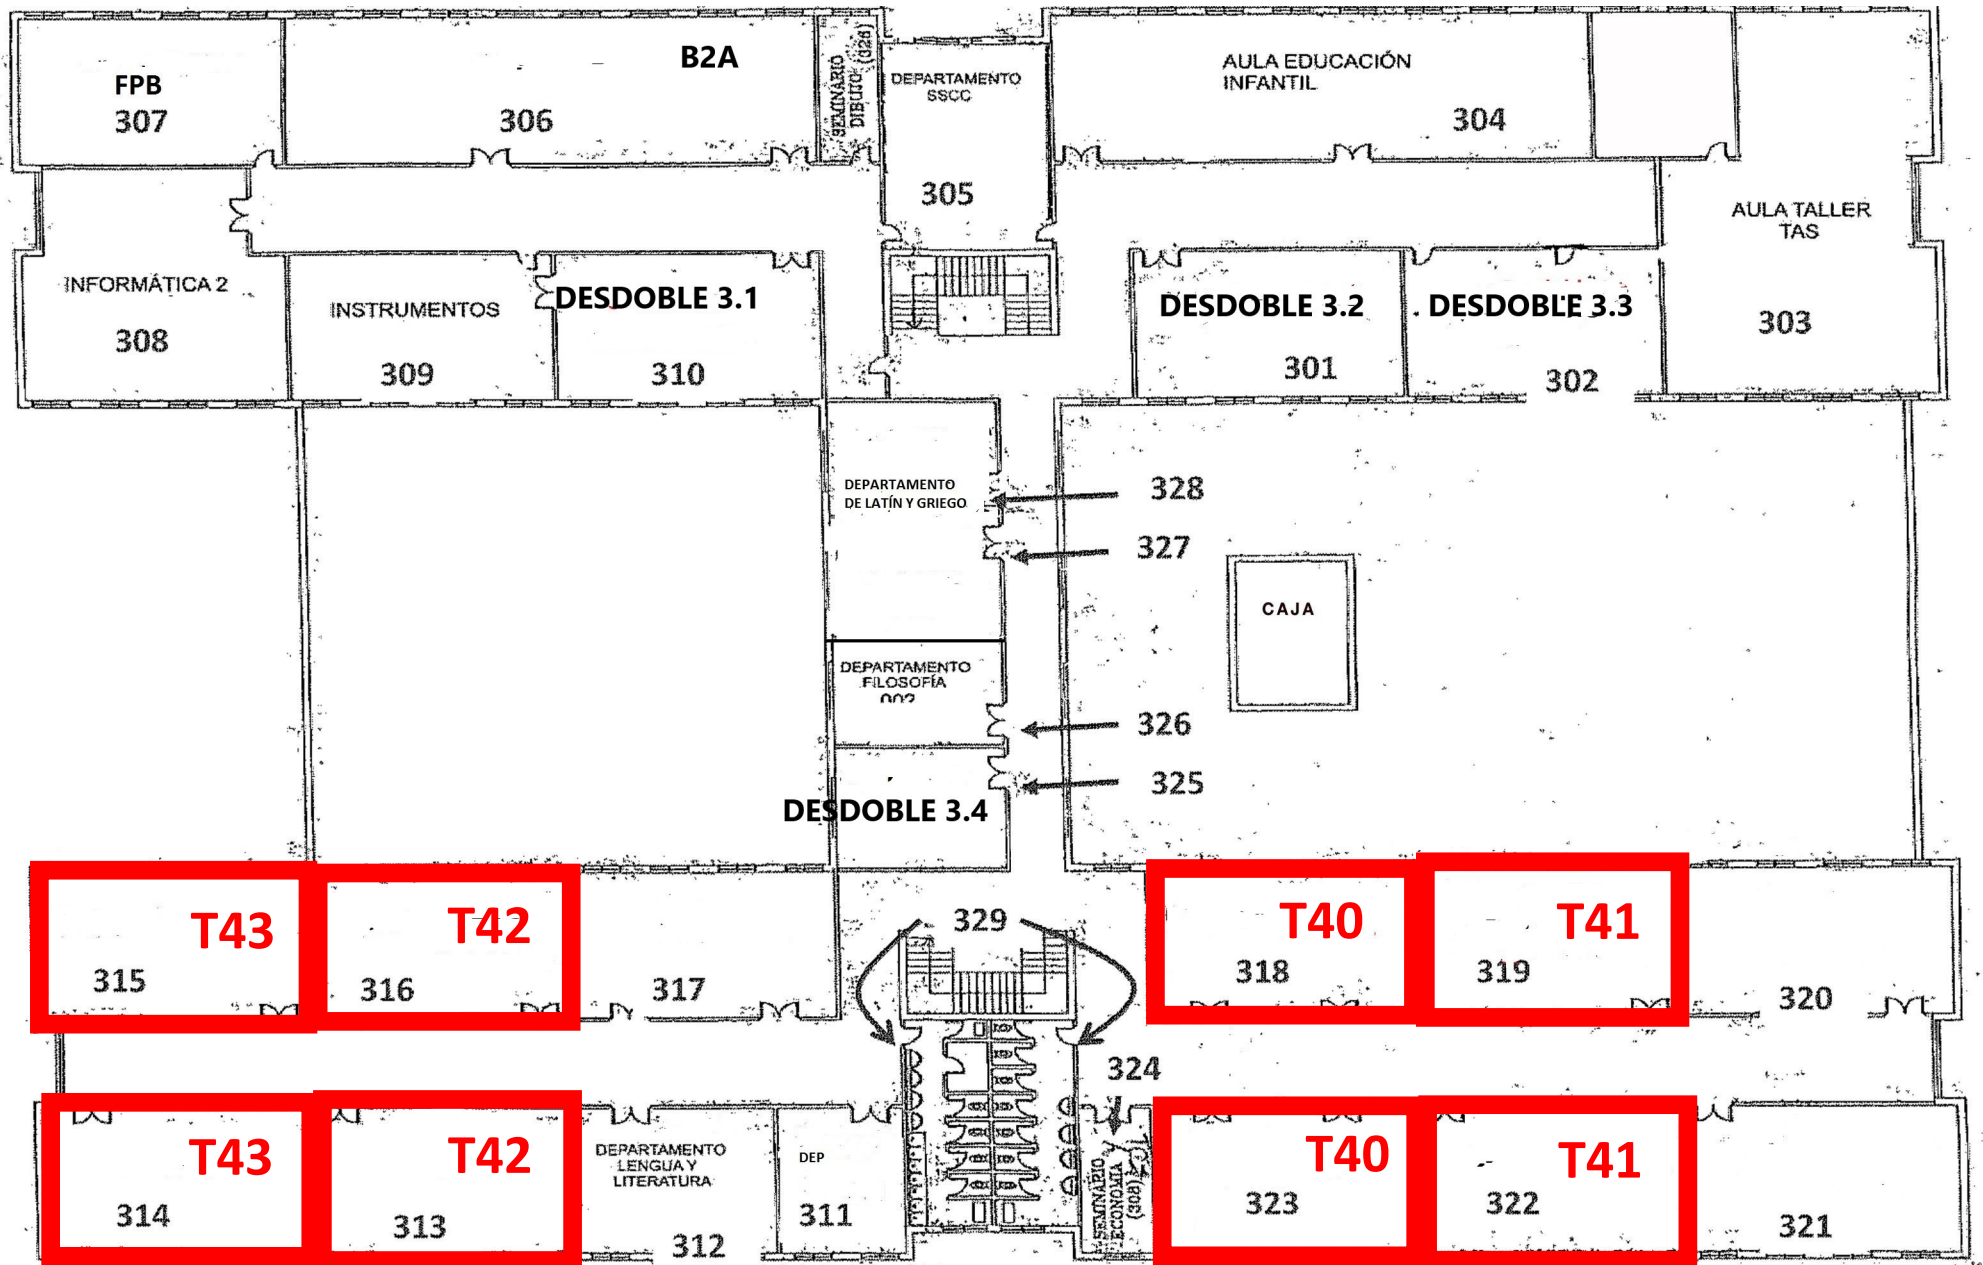 FPB
307
B2A
306
SEMINARIO
DIBUJO (326)
DEPARTAMENTO
SSCC
305
AULA EDUCACIÓN
INFANTIL
304
AULA TALLER
TAS
303
INFORMÁTICA 2
308
INSTRUMENTOS
309
DESDOBLE 3.1
310
DESDOBLE 3.2
301
DESDOBLE 3.3
302
DEPARTAMENTO
DE LATÍN Y GRIEGO
328
327
CAJA
DEPARTAMENTO
FILOSOFÍA
326
325
DESDOBLE 3.4
T43
315
T42
316
317
329
T40
318
T41
319
320
324
T43
314
T42
313
DEPARTAMENTO
LENGUA Y
LITERATURA
312
DEP
311
SEMINARIO
ECONOMIA Y
(308)
T40
323
T41
322
321